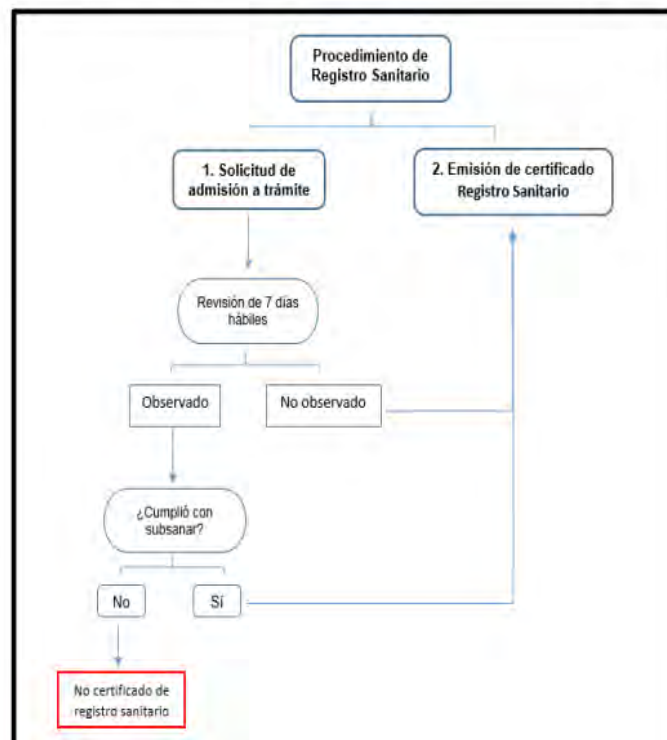 Procedimiento de
Registro Sanitario
1. Solicitud de
admisión a trámite
2. Emisión de certificado
Registro Sanitario
Revisión de 7 días
hábiles
Observado
No observado
¿Cumplió con
subsanar?
No
Sí
No certificado de
registro sanitario